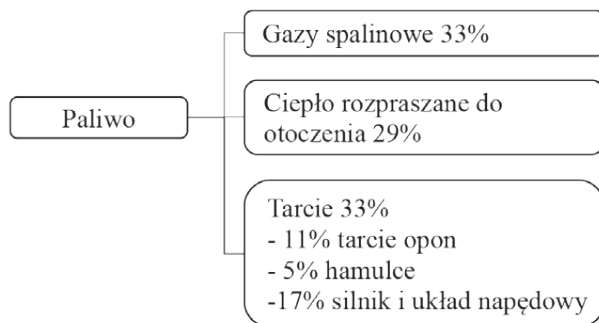 Paliwo
Gazy spalinowe 33%
Ciepło rozpraszane do
otoczenia 29%
Tarcie 33%
- 11% tarcie opon
- 5% hamulce
-17% silnik i układ napędowy